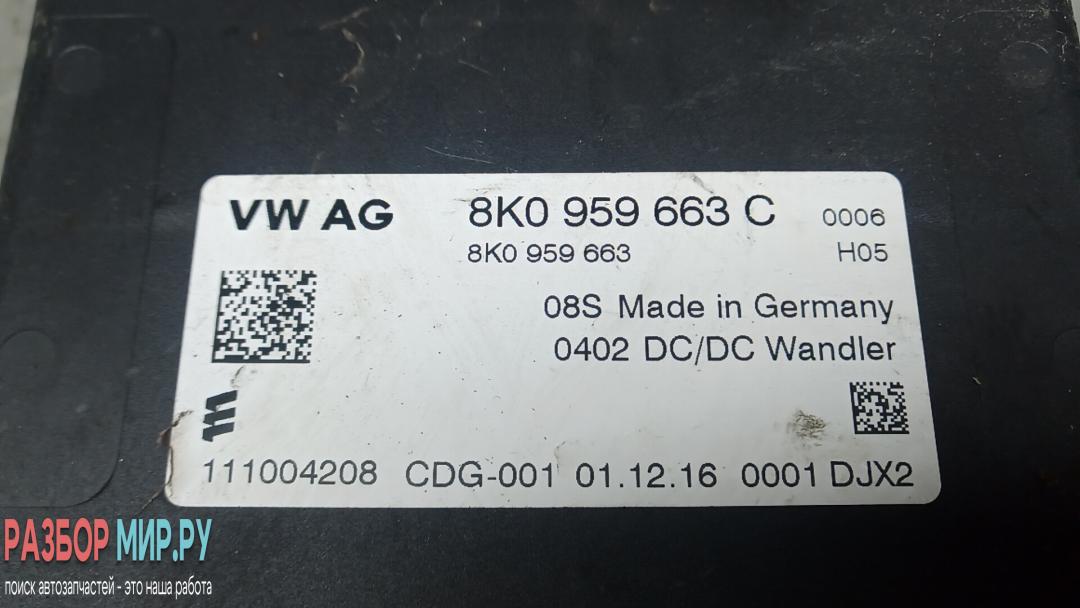 VW AG 8K0 959 663 C 0006
8K0 959 663 H05
08S Made in Germany
0402 DC/DC Wandler
111004208 CDG-001 01.12.16 0001 DJX2
РАЗБОР МИР.РУ
поиск автозапчастей - это наша работа